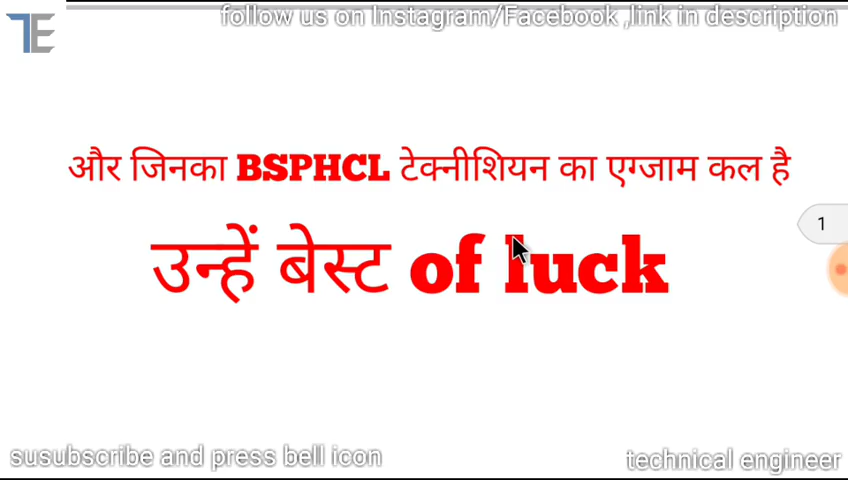 follow us on Instagram/Facebook ,link in description
TE
और जिनका BSPHCL टेक्नीशियन का एग्जाम कल है
उन्हें बेस्ट of luck
1
susubscribe and press bell icon
technical engineer